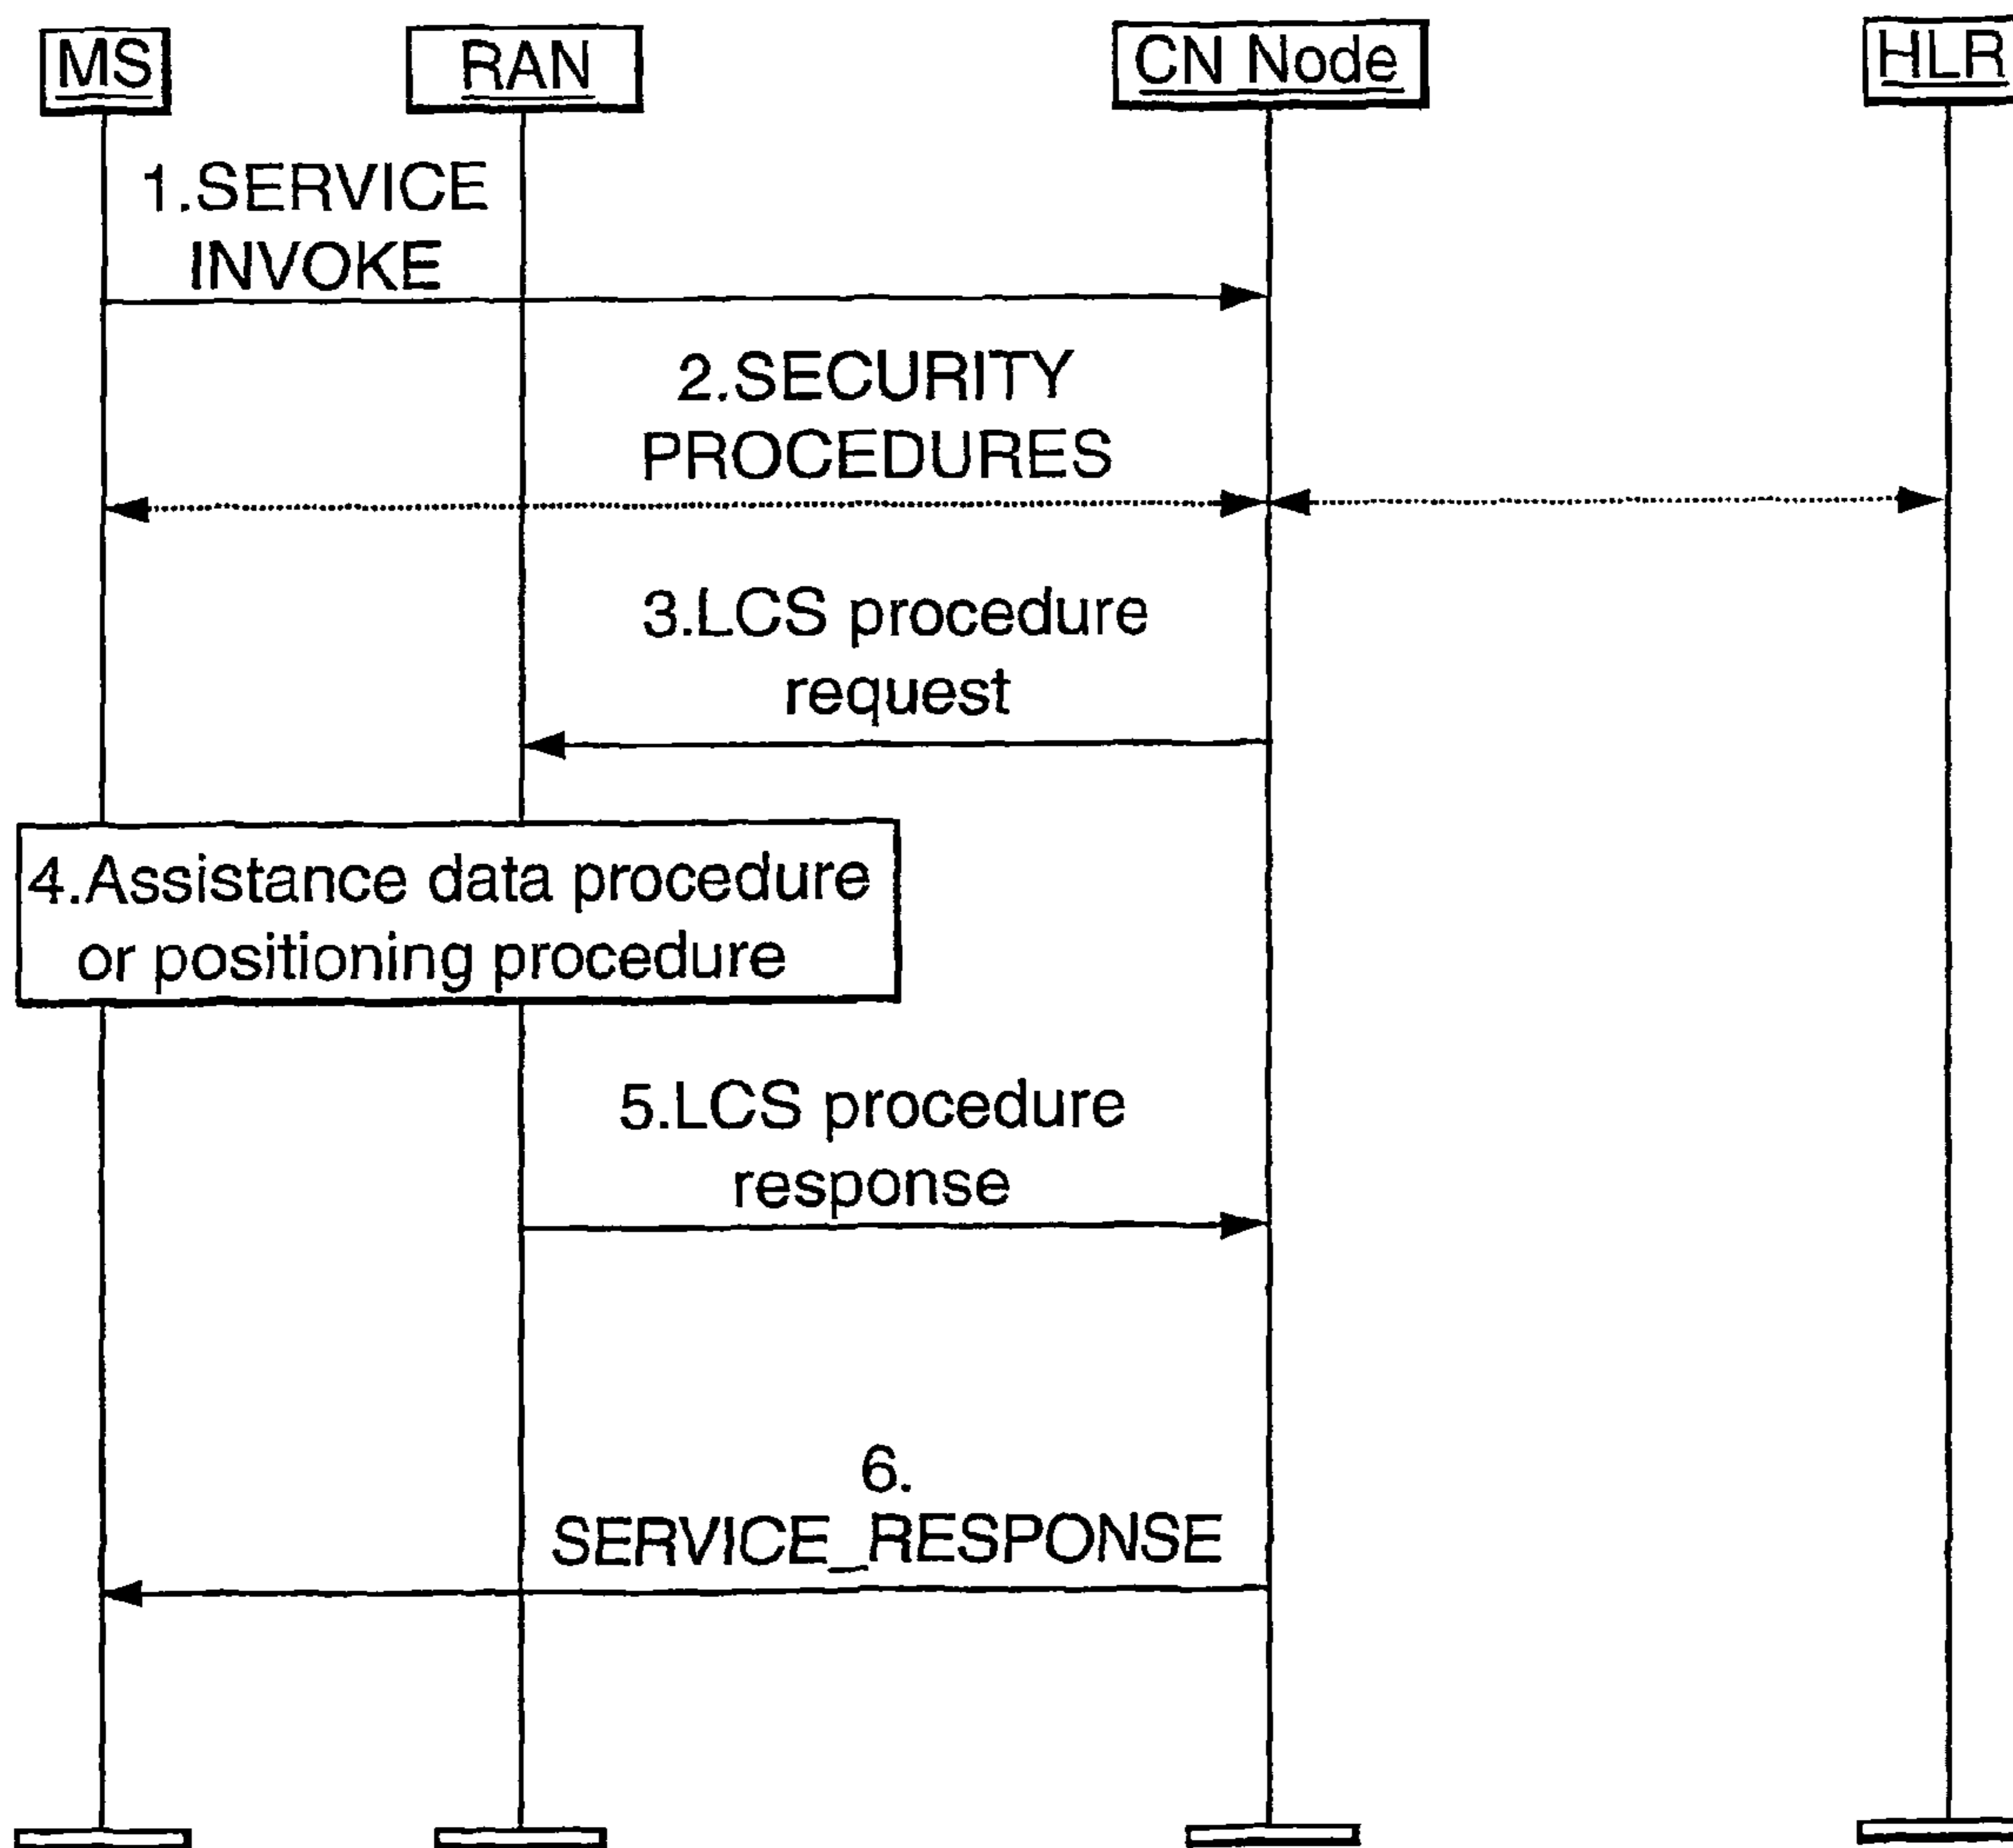 MS
RAN
CN Node
HLR
1.SERVICE
INVOKE
2.SECURITY
PROCEDURES
3.LCS procedure
request
4.Assistance data procedure
or positioning procedure
5.LCS procedure
response
6.
SERVICE_RESPONSE